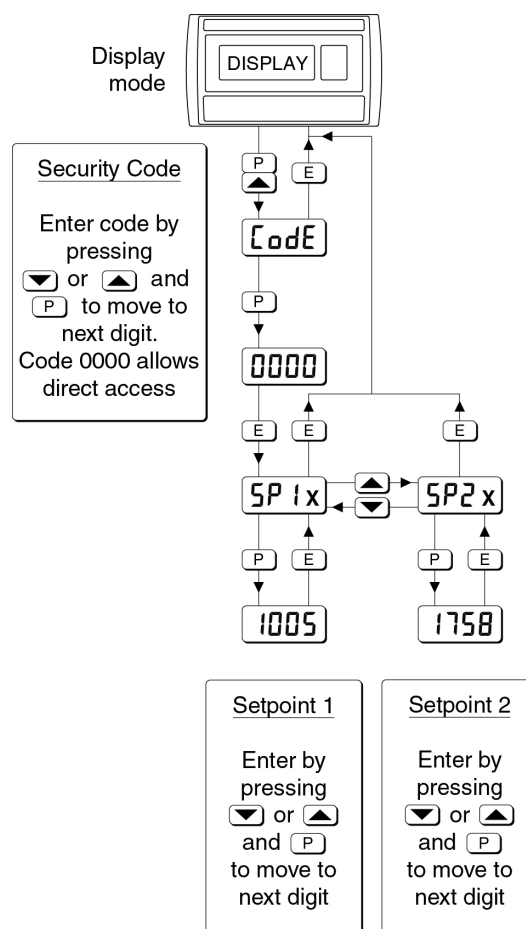 Display
mode
DISPLAY
P
E
Security Code
Enter code by
pressing
or and
P to move to
next digit.
Code 0000 allows
direct access
CodE
P
0000
E E E
SP1x SP2x
P E P E
1005 1758
Setpoint 1
Enter by
pressing
or
and P
to move to
next digit
Setpoint 2
Enter by
pressing
or
and P
to move to
next digit